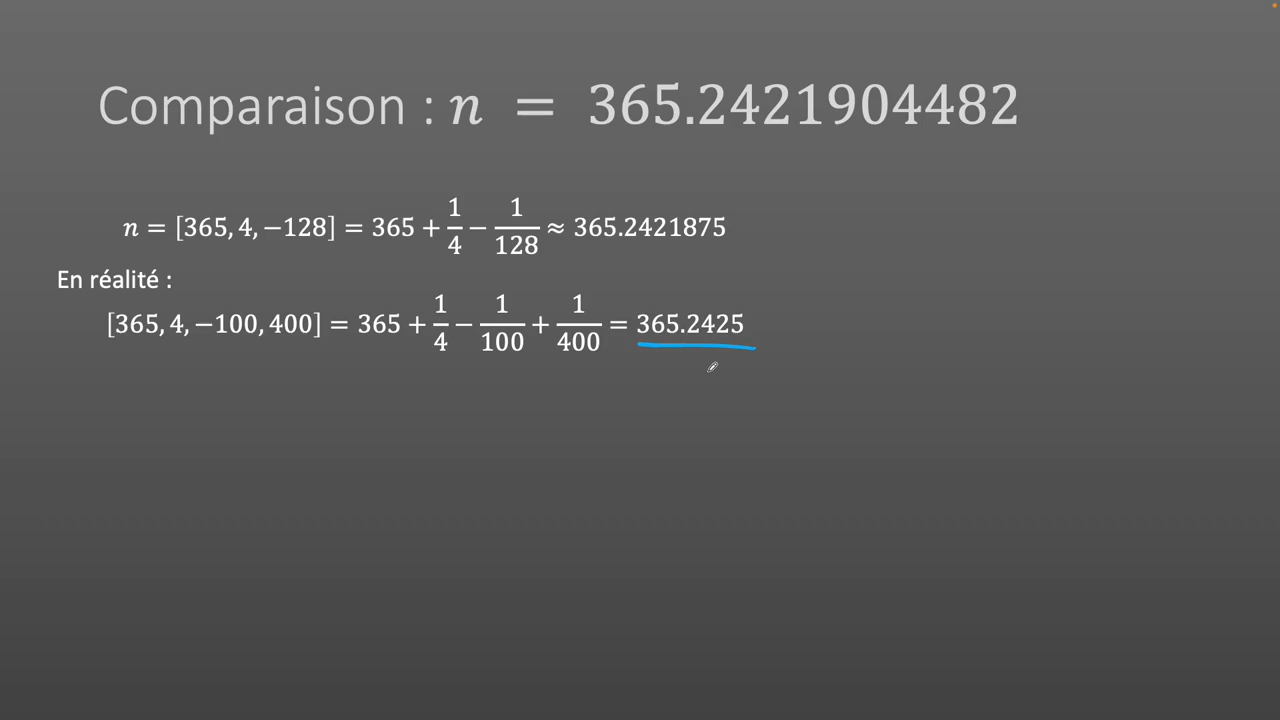 Comparaison : n = 365.2421904482
n = [365, 4, −128] = 365 + 1/4 − 1/128 ≈ 365.2421875
En réalité :
[365, 4, −100, 400] = 365 + 1/4 − 1/100 + 1/400 = 365.2425